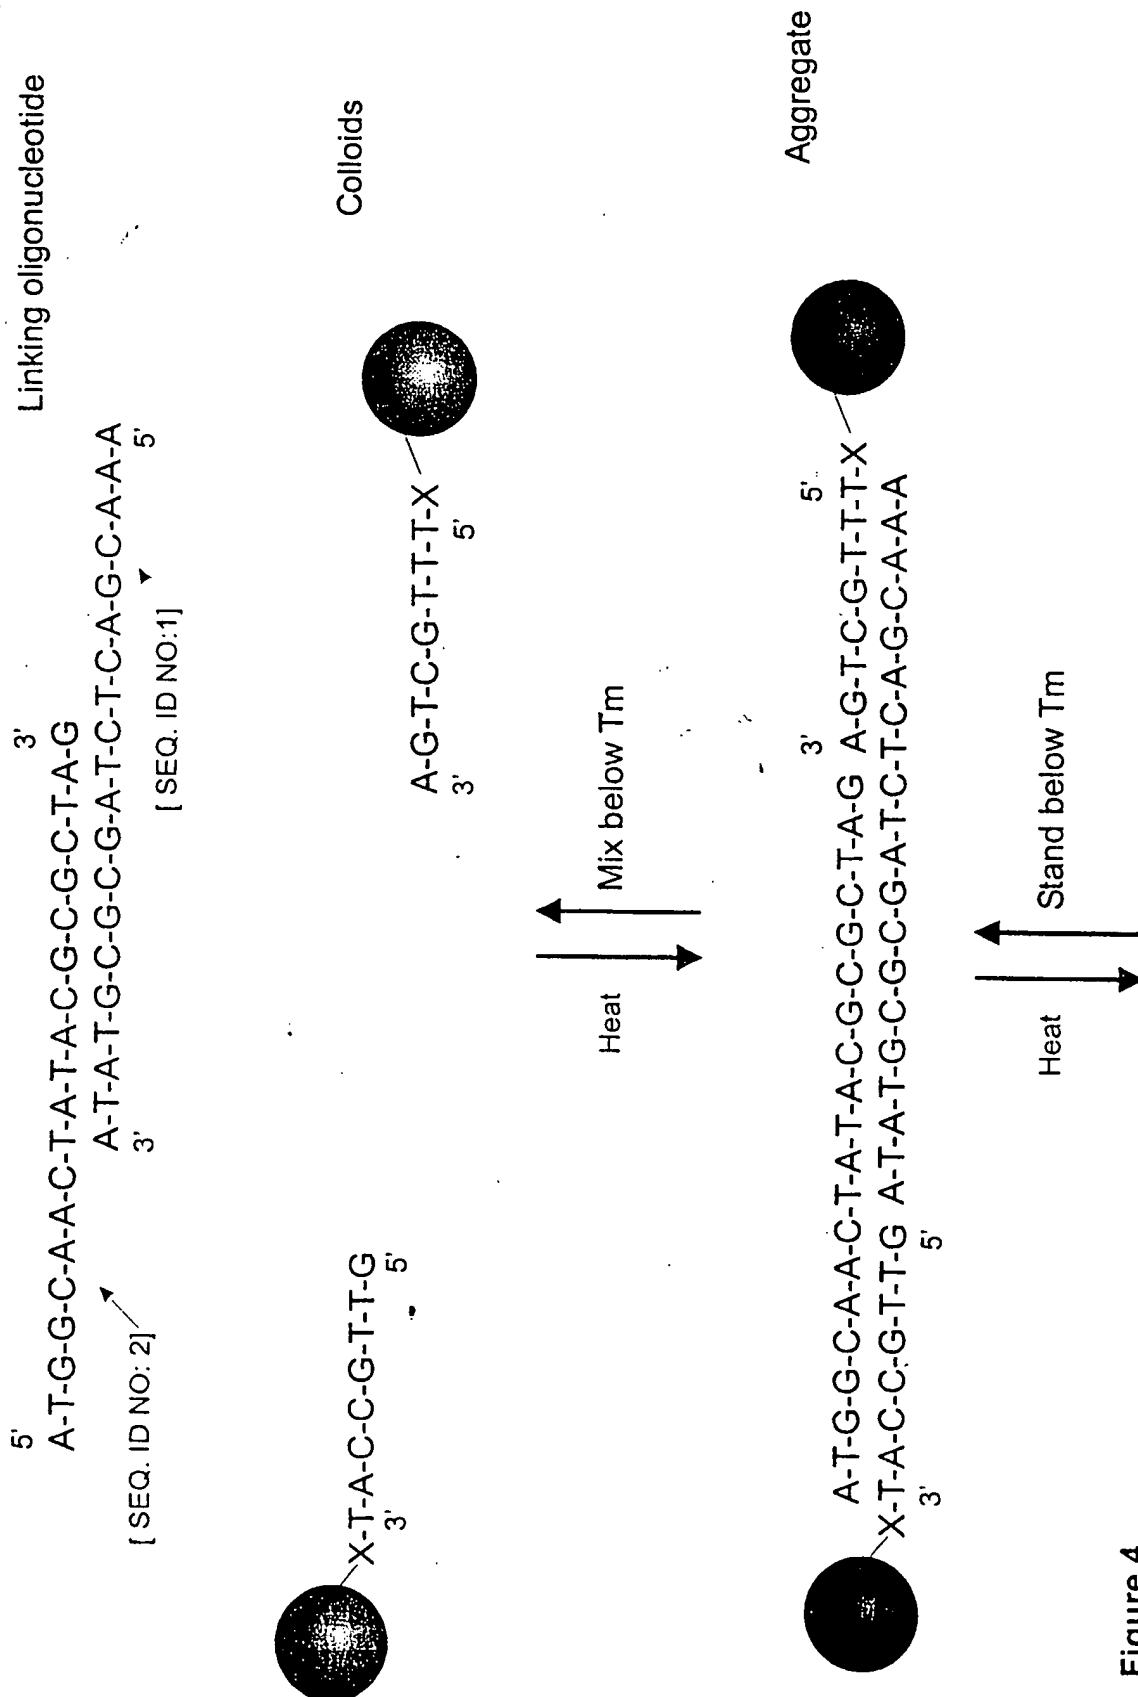 Linking oligonucleotide
5' 3'
A-T-G-G-C-A-A-C-T-A-T-A-C-G-C-G-C-T-A-G
A-T-A-T-G-C-G-C-G-A-T-C-T-C-A-G-C-A-A-A
3' 5'
[ SEQ. ID NO: 2]
[ SEQ. ID NO:1]
Colloids
X-T-A-C-C-G-T-T-G
3' 5'
A-G-T-C-G-T-T-T-X
3' 5'
Heat
Mix below Tm
Aggregate
3' 5'
A-T-G-G-C-A-A-C-T-A-T-A-C-G-C-G-C-T-A-G A-G-T-C-G-T-T-T-X
X-T-A-C-C-G-T-T-G A-T-A-T-G-C-G-C-G-A-T-C-T-C-A-G-C-A-A-A
3' 5'
Heat
Stand below Tm
Figure 4